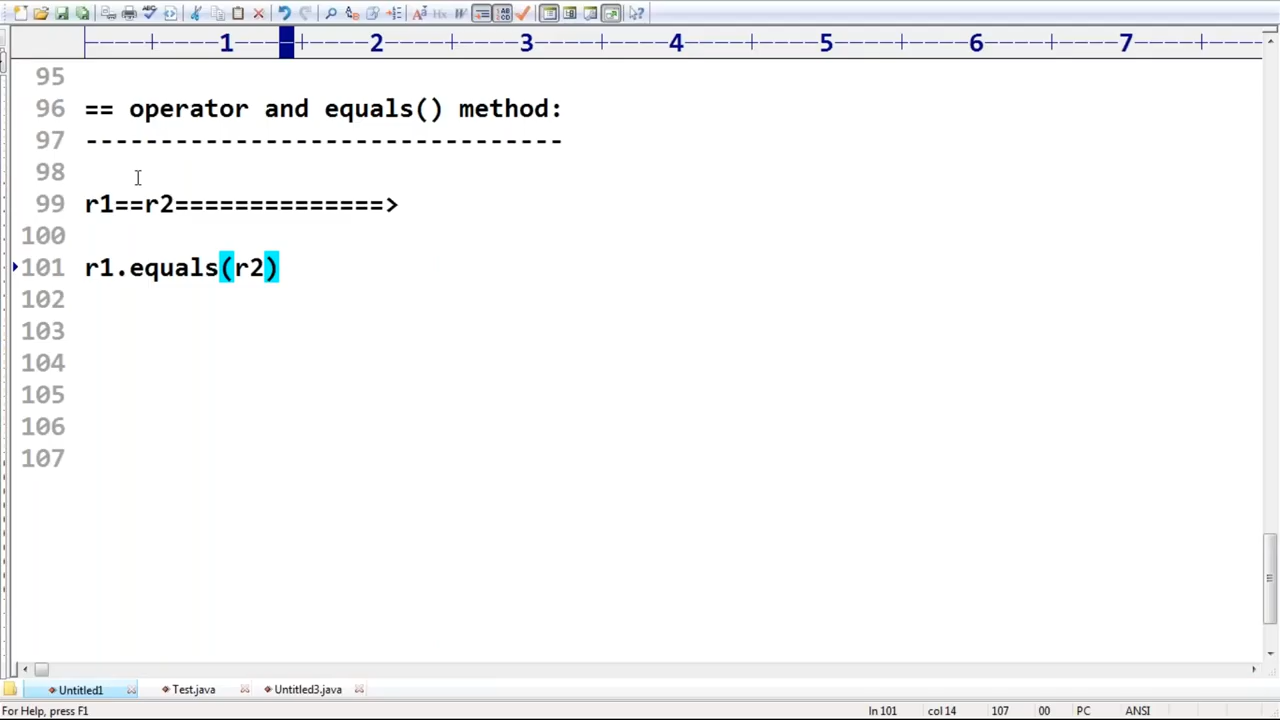 1 2 3 4 5 6 7
95
96 == operator and equals() method:
97 --------------------------------
98
99 r1==r2==============>
100
101 r1.equals(r2)
102
103
104
105
106
107
Untitled1 Test.java Untitled3.java
For Help, press F1 ln 101 col 14 107 00 PC ANSI